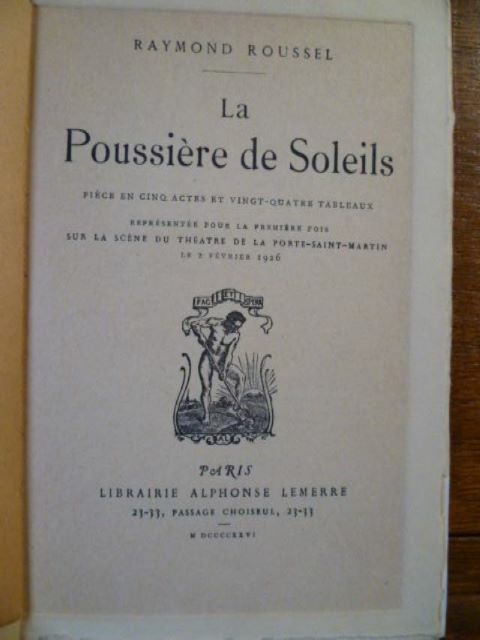 RAYMOND ROUSSEL
La
Poussière de Soleils
PIÈCE EN CINQ ACTES ET VINGT-QUATRE TABLEAUX
REPRÉSENTÉE POUR LA PREMIÈRE FOIS
SUR LA SCÈNE DU THÉATRE DE LA PORTE-SAINT-MARTIN
LE 2 FÉVRIER 1926
FAC ET SPERA
AL
PARIS
LIBRAIRIE ALPHONSE LEMERRE
23-33, PASSAGE CHOISEUL, 23-33
M DCCCCXXVI